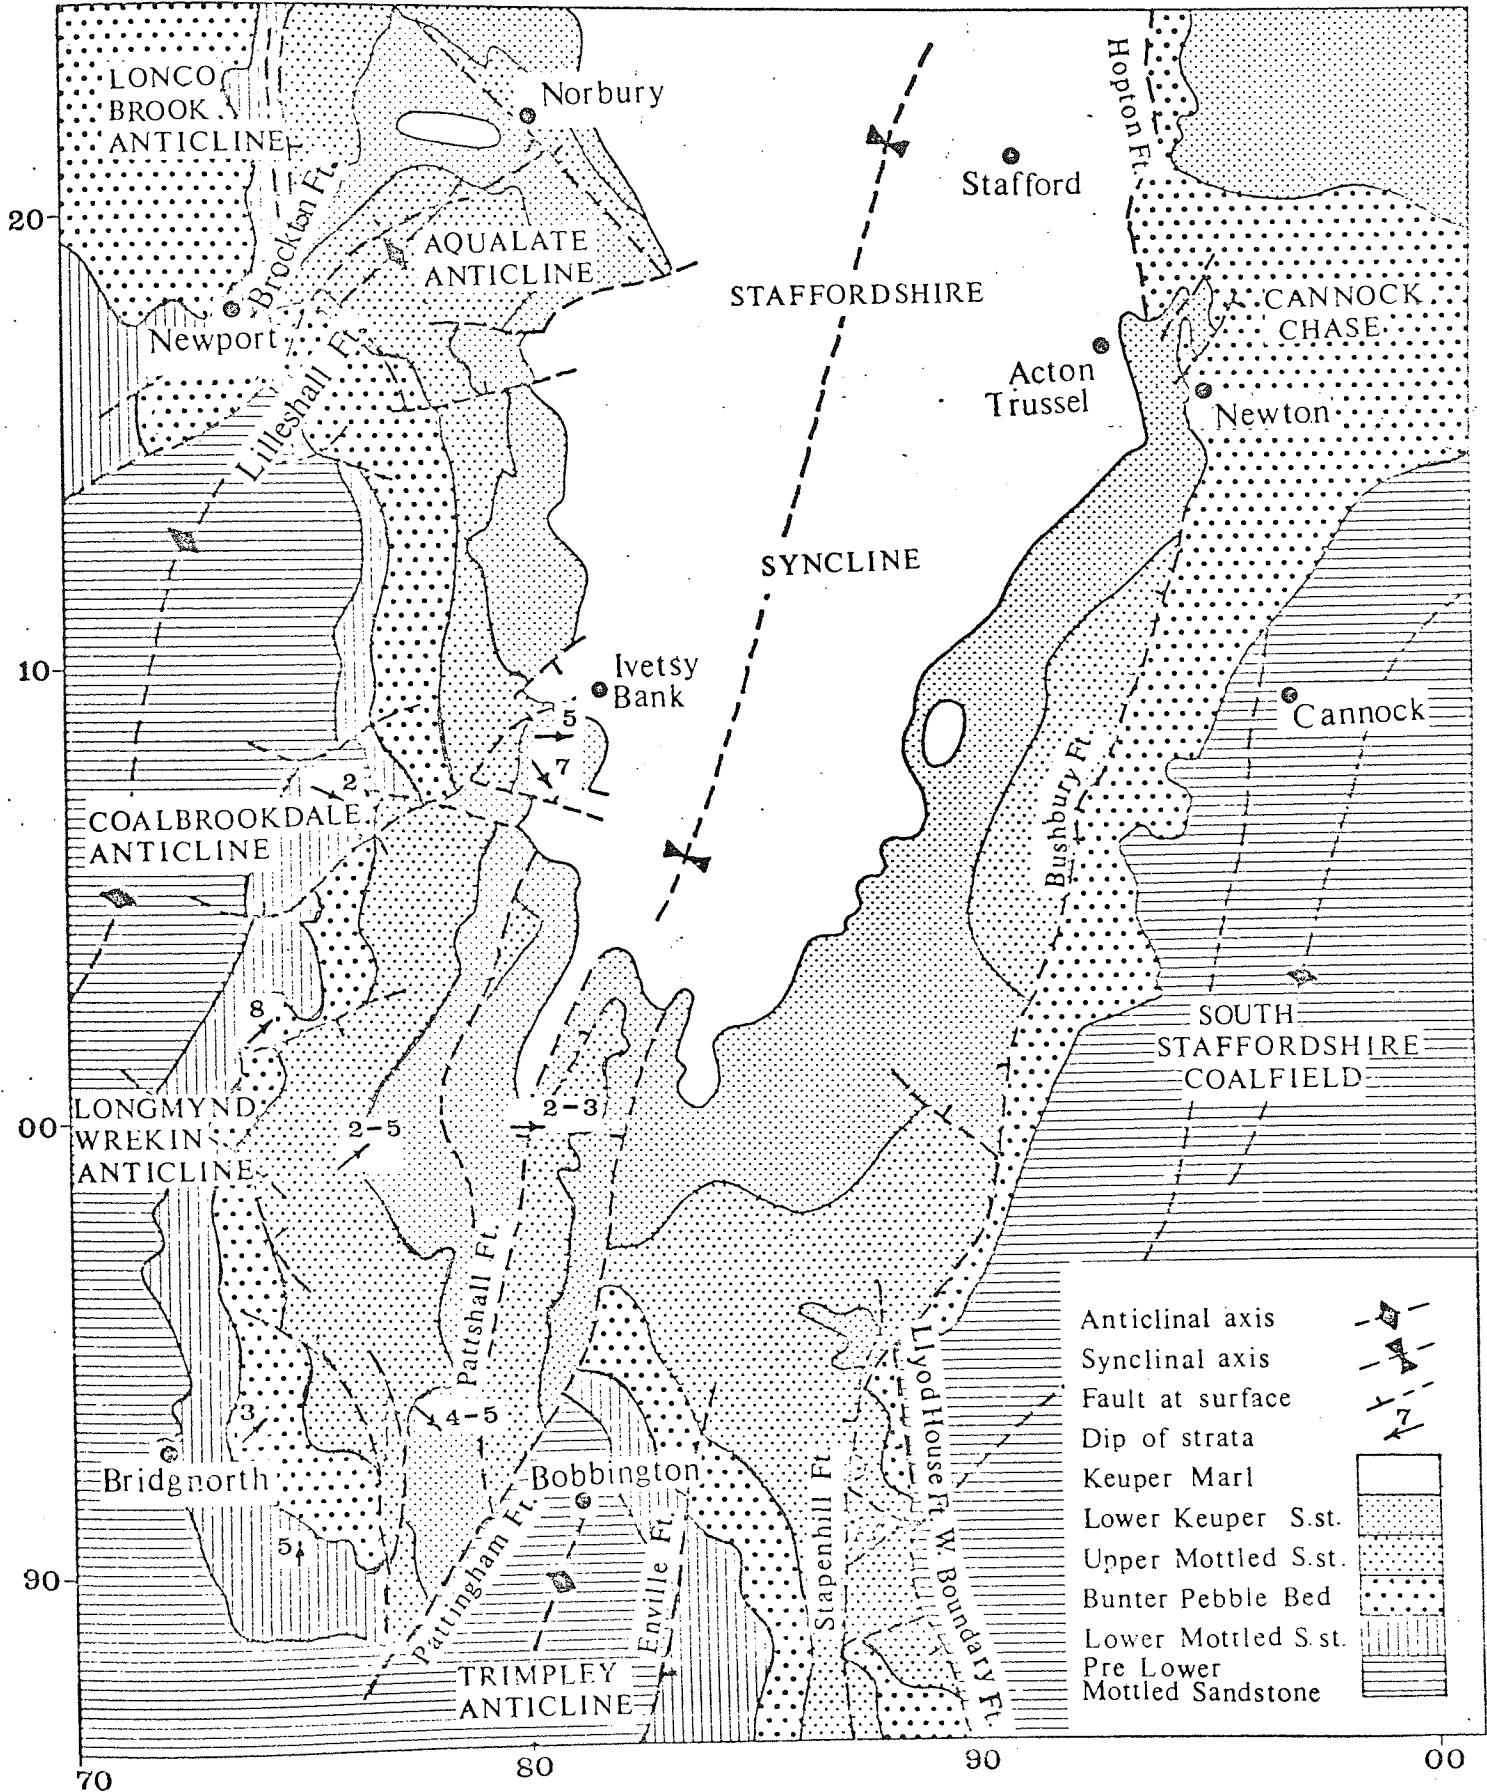 LONCO
BROOK
ANTICLINE
Norbury
Hopton Ft.
Stafford
20
Brockton Ft.
AQUALATE
ANTICLINE
STAFFORDSHIRE
CANNOCK
CHASE
Newport
Lilleshall Ft.
Acton
Trussel
Newton
SYNCLINE
10
Ivetsy
Bank
5
7
2
Cannock
Bushbury Ft.
COALBROOKDALE
ANTICLINE
8
SOUTH
STAFFORDSHIRE
COALFIELD
00
LONGMYND
WREKIN
ANTICLINE
2-5
2-3
Pattshall Ft.
3
4-5
Bridgnorth
Bobbington
5
Llyod House Ft.
W. Boundary Ft.
Stapenhill Ft
Pattingham Ft.
Enville Ft.
90
TRIMPLEY
ANTICLINE
Anticlinal axis
Synclinal axis
Fault at surface
Dip of strata
7
Keuper Marl
Lower Keuper S.st.
Upper Mottled S.st.
Bunter Pebble Bed
Lower Mottled S.st.
Pre Lower
Mottled Sandstone
70
80
90
00